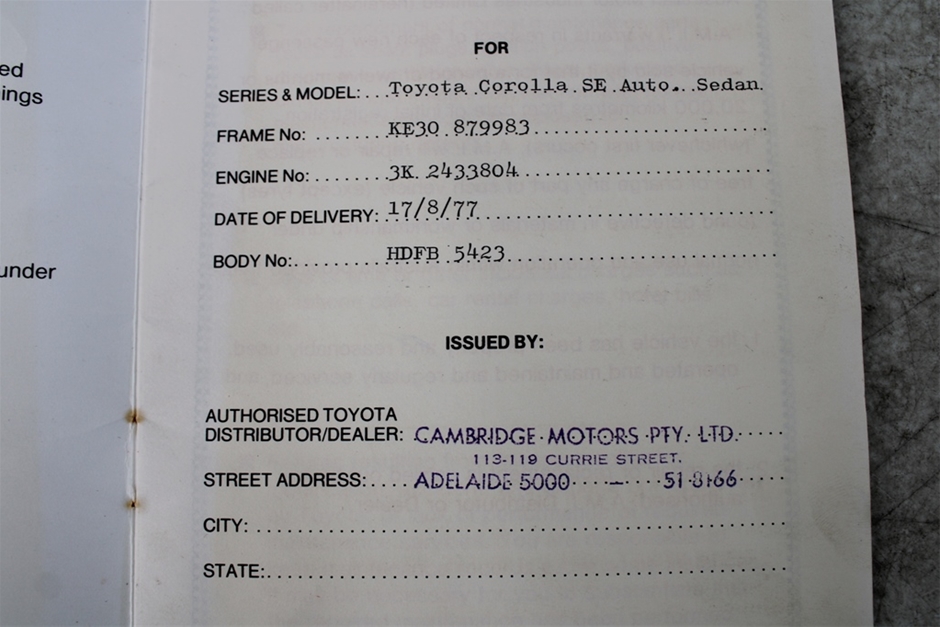 ed
ings
under
FOR
SERIES & MODEL: Toyota Corolla SE Auto. Sedan.
FRAME No: KE30 879983
ENGINE No: 3K 2433804
DATE OF DELIVERY: 17/8/77
BODY No: HDFB 5423
ISSUED BY:
AUTHORISED TOYOTA
DISTRIBUTOR/DEALER: CAMBRIDGE MOTORS PTY. LTD.
113-119 CURRIE STREET.
STREET ADDRESS: ADELAIDE 5000 — 51 8166
CITY:
STATE: